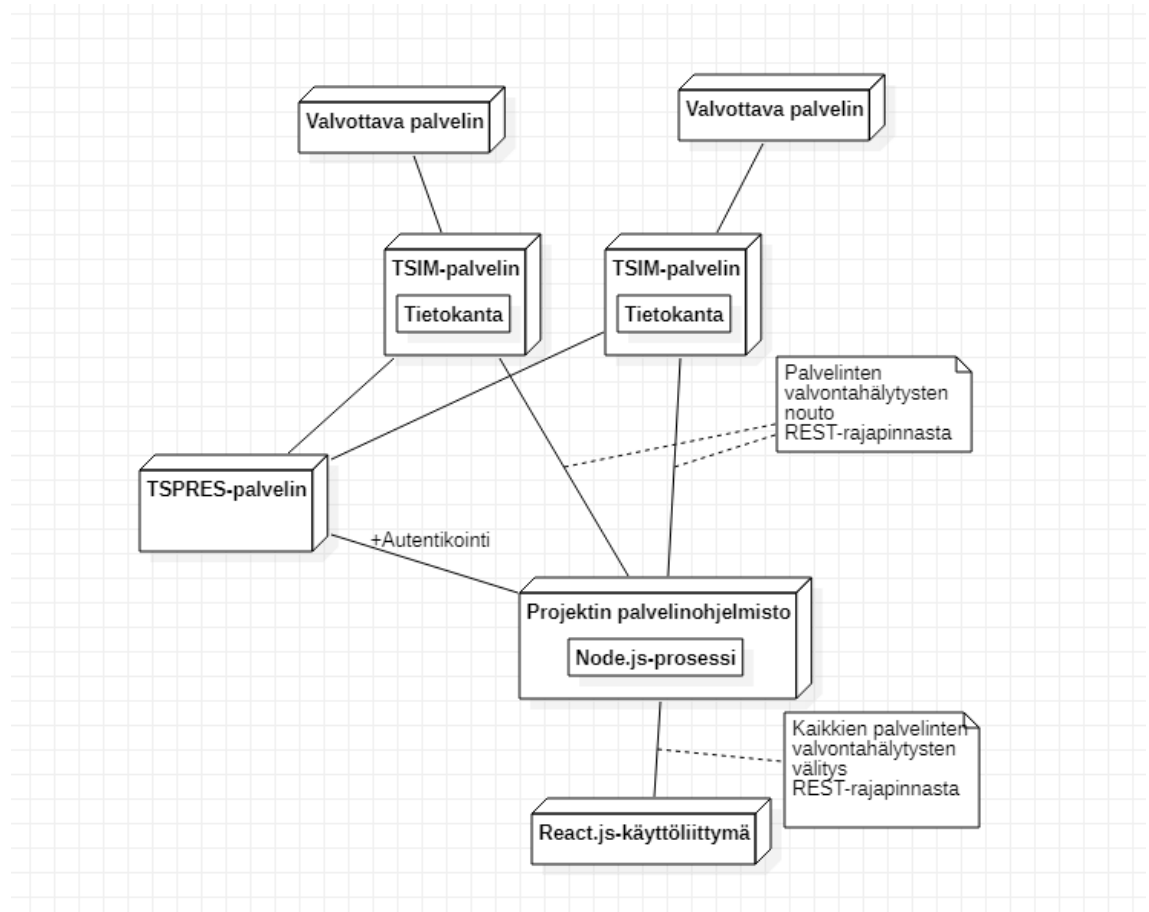 Valvottava palvelin
Valvottava palvelin
TSIM-palvelin
Tietokanta
TSIM-palvelin
Tietokanta
Palvelinten
valvontahälytysten
nouto
REST-rajapinnasta
TSPRES-palvelin
+Autentikointi
Projektin palvelinohjelmisto
Node.js-prosessi
Kaikkien palvelinten
valvontahälytysten
välitys
REST-rajapinnasta
React.js-käyttöliittymä